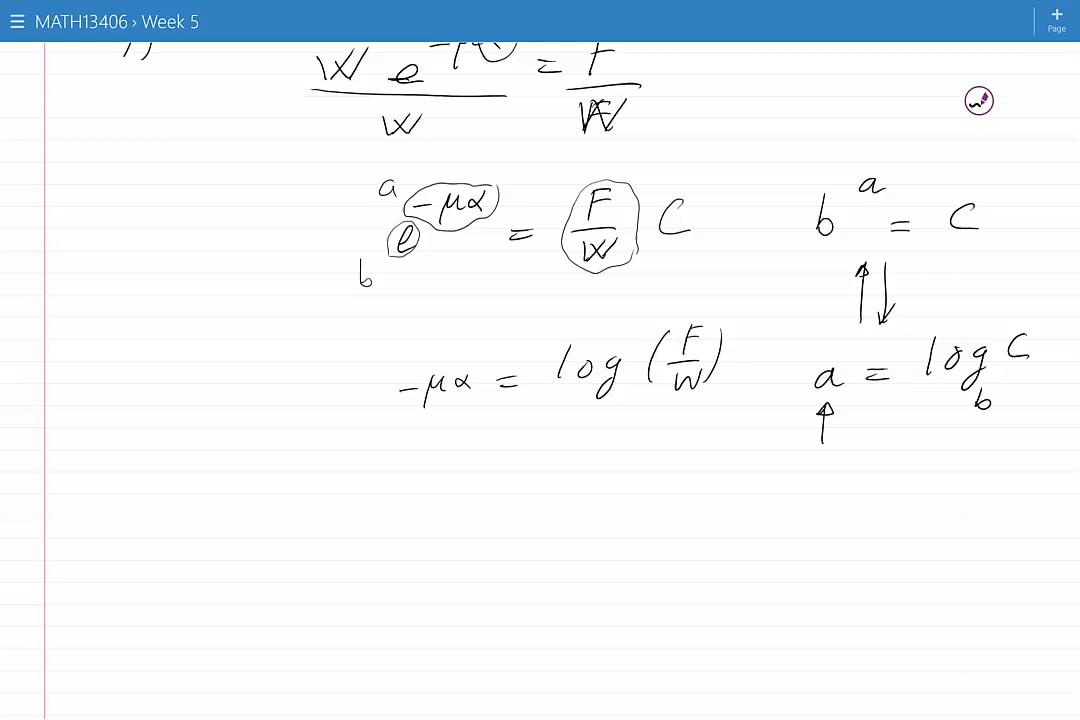 MATH13406 › Week 5
Page
W e^{-μα} / W = F / W
a
e^{-μα} = F/W C
b
b^a = C
-μα = log (F/W)
a = log_b C